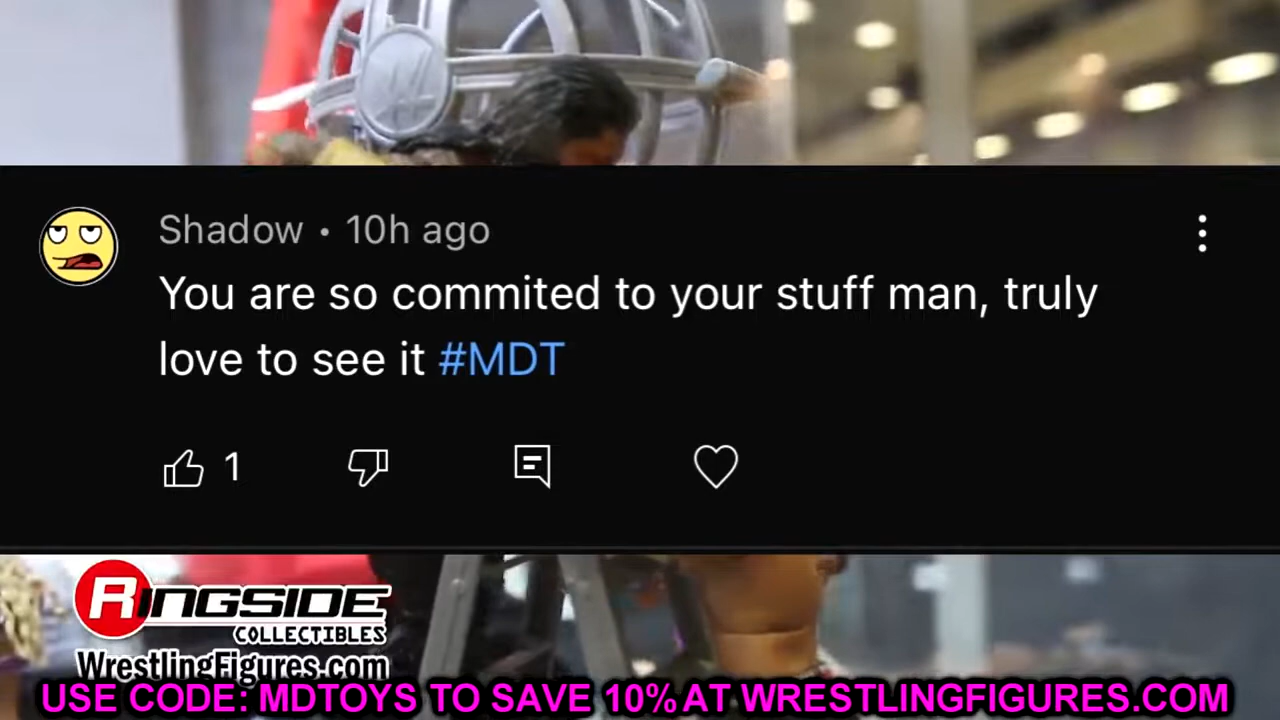 Shadow • 10h ago
You are so commited to your stuff man, truly
love to see it #MDT
1
RINGSIDE
COLLECTIBLES
WrestlingFigures.com
USE CODE: MDTOYS TO SAVE 10% AT WRESTLINGFIGURES.COM